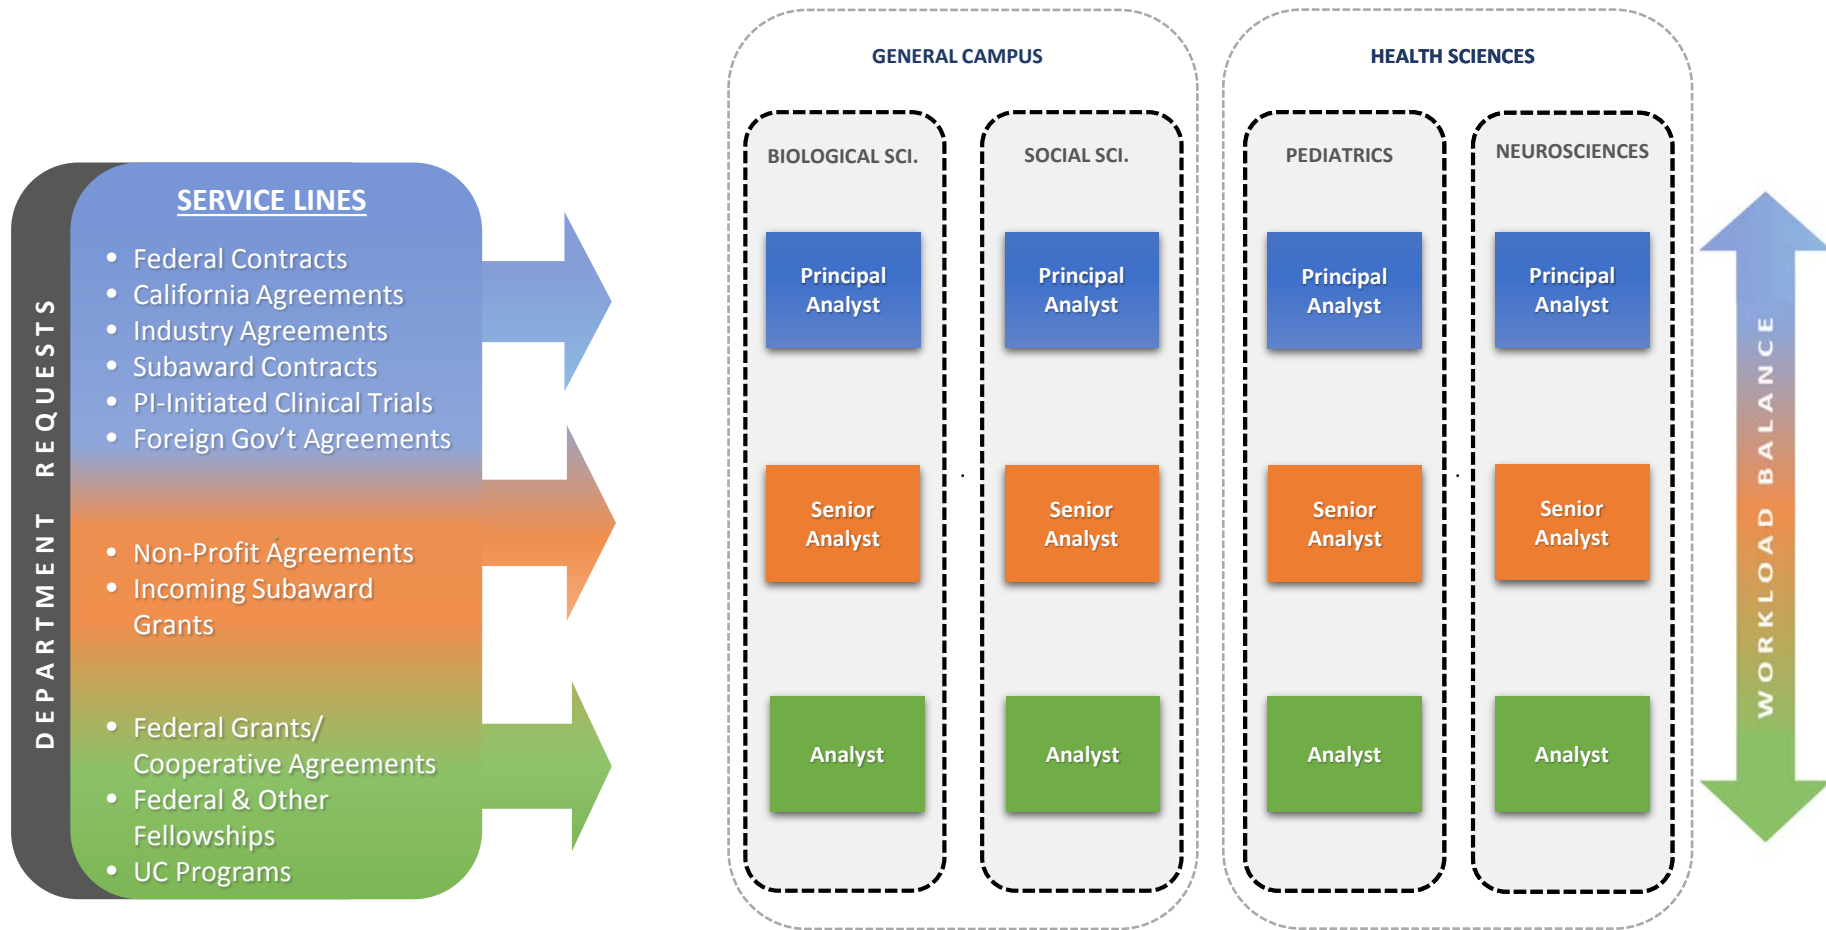 DEPARTMENT REQUESTS
SERVICE LINES
• Federal Contracts
• California Agreements
• Industry Agreements
• Subaward Contracts
• PI-Initiated Clinical Trials
• Foreign Gov’t Agreements
• Non-Profit Agreements
• Incoming Subaward
Grants
• Federal Grants/
Cooperative Agreements
• Federal & Other
Fellowships
• UC Programs
GENERAL CAMPUS
BIOLOGICAL SCI.
Principal
Analyst
Senior
Analyst
Analyst
SOCIAL SCI.
Principal
Analyst
Senior
Analyst
Analyst
HEALTH SCIENCES
PEDIATRICS
Principal
Analyst
Senior
Analyst
Analyst
NEUROSCIENCES
Principal
Analyst
Senior
Analyst
Analyst
WORKLOAD BALANCE